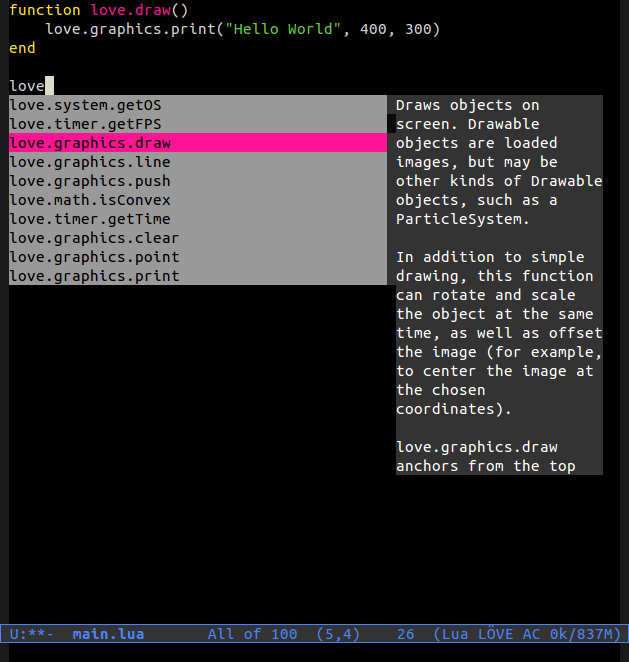 function love.draw()
    love.graphics.print("Hello World", 400, 300)
end
love
love.system.getOS
love.timer.getFPS
love.graphics.draw
love.graphics.line
love.graphics.push
love.math.isConvex
love.timer.getTime
love.graphics.clear
love.graphics.point
love.graphics.print
Draws objects on
screen. Drawable
objects are loaded
images, but may be
other kinds of Drawable
objects, such as a
ParticleSystem.
In addition to simple
drawing, this function
can rotate and scale
the object at the same
time, as well as offset
the image (for example,
to center the image at
the chosen
coordinates).
love.graphics.draw
anchors from the top
U:**-  main.lua       All of 100  (5,4)    26  (Lua LÖVE AC 0k/837M)